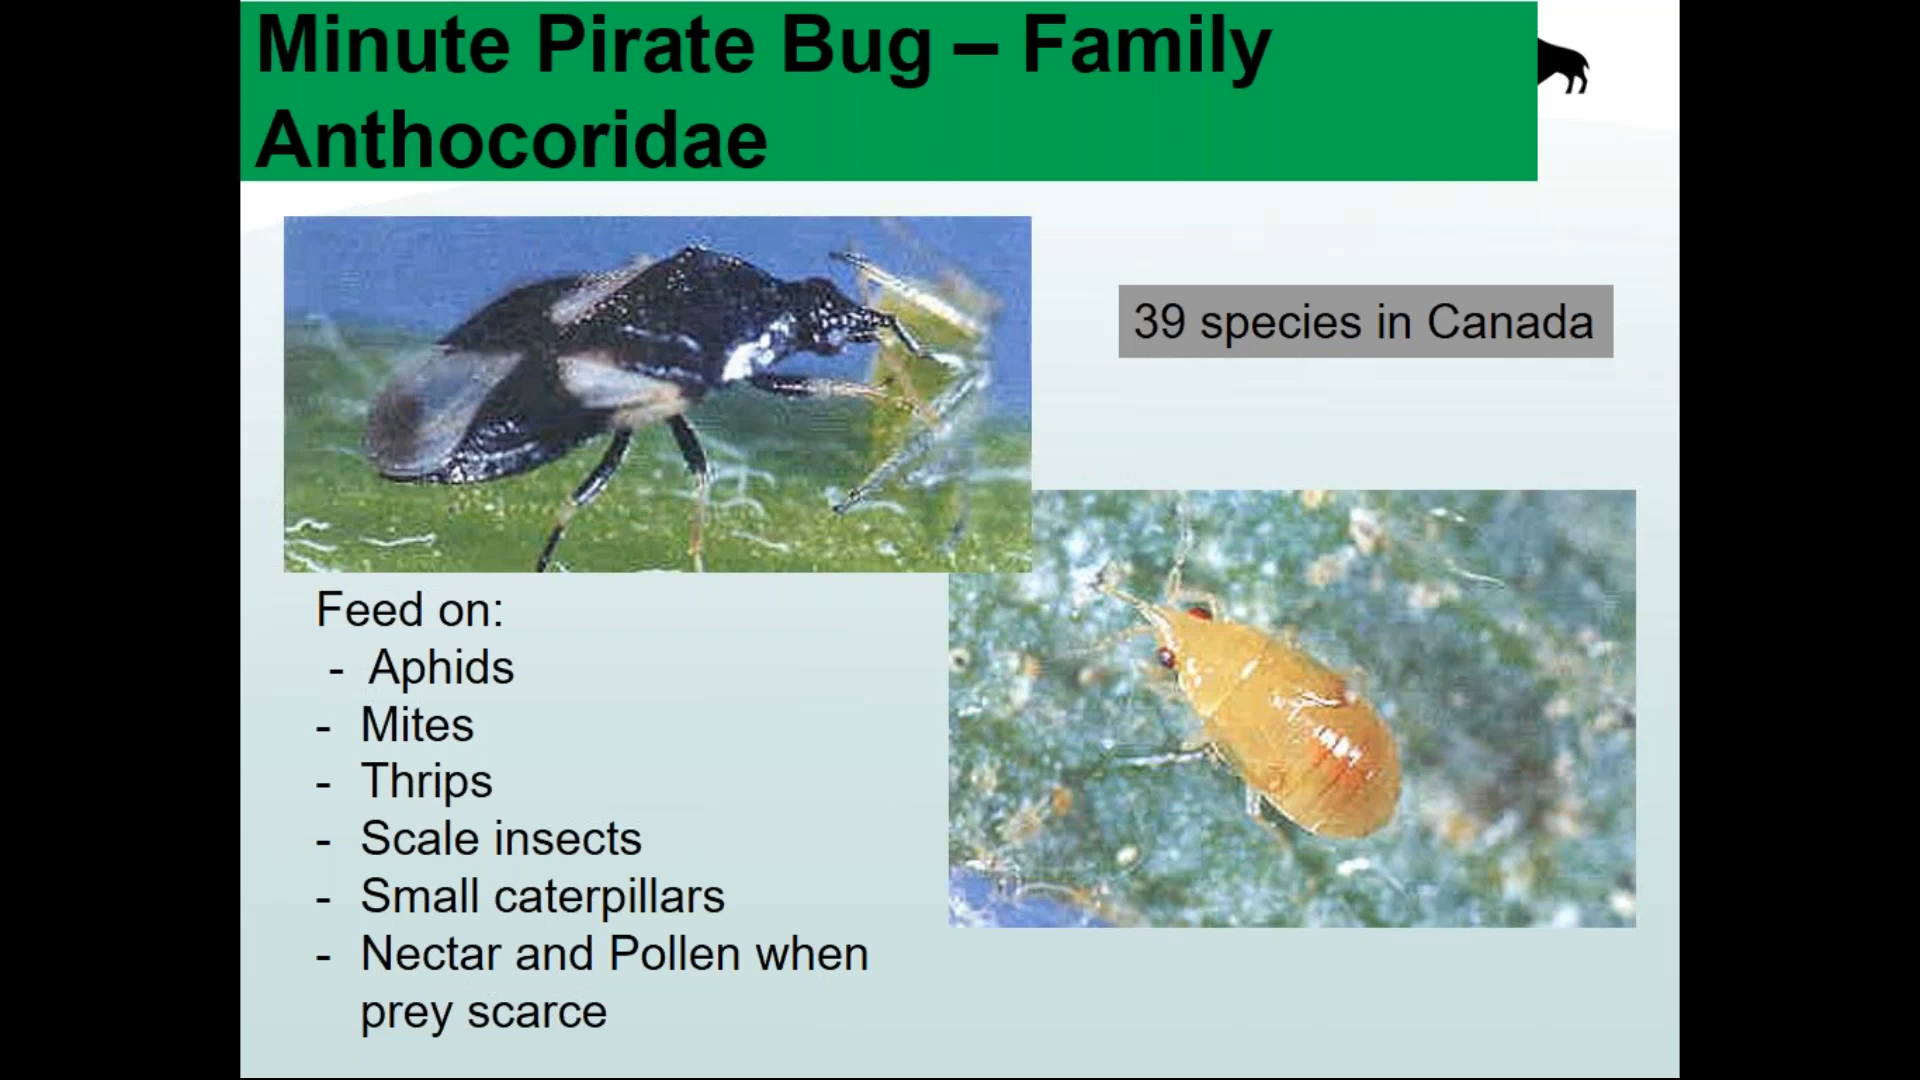 Minute Pirate Bug – Family
Anthocoridae
39 species in Canada
Feed on:
- Aphids
- Mites
- Thrips
- Scale insects
- Small caterpillars
- Nectar and Pollen when
prey scarce